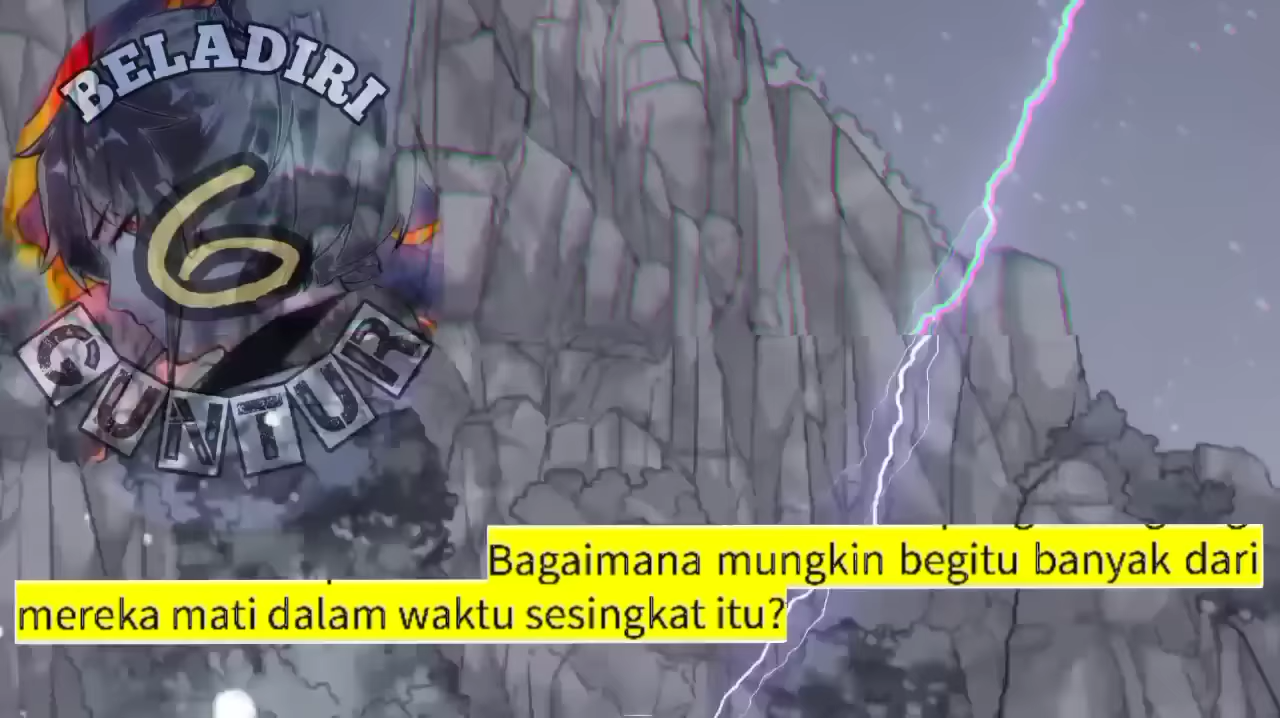 BELADIRI
6
GUNTUR
Bagaimana mungkin begitu banyak dari
mereka mati dalam waktu sesingkat itu?